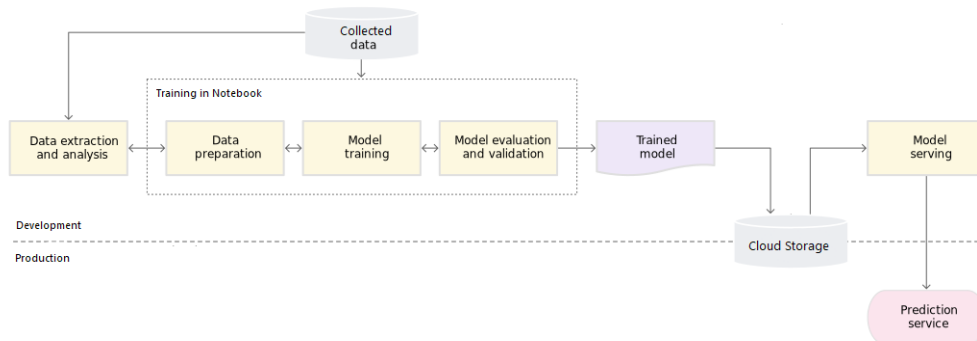 Collected
data
Training in Notebook
Data extraction
and analysis
Data
preparation
Model
training
Model evaluation
and validation
Trained
model
Model
serving
Development
Cloud Storage
Production
Prediction
service